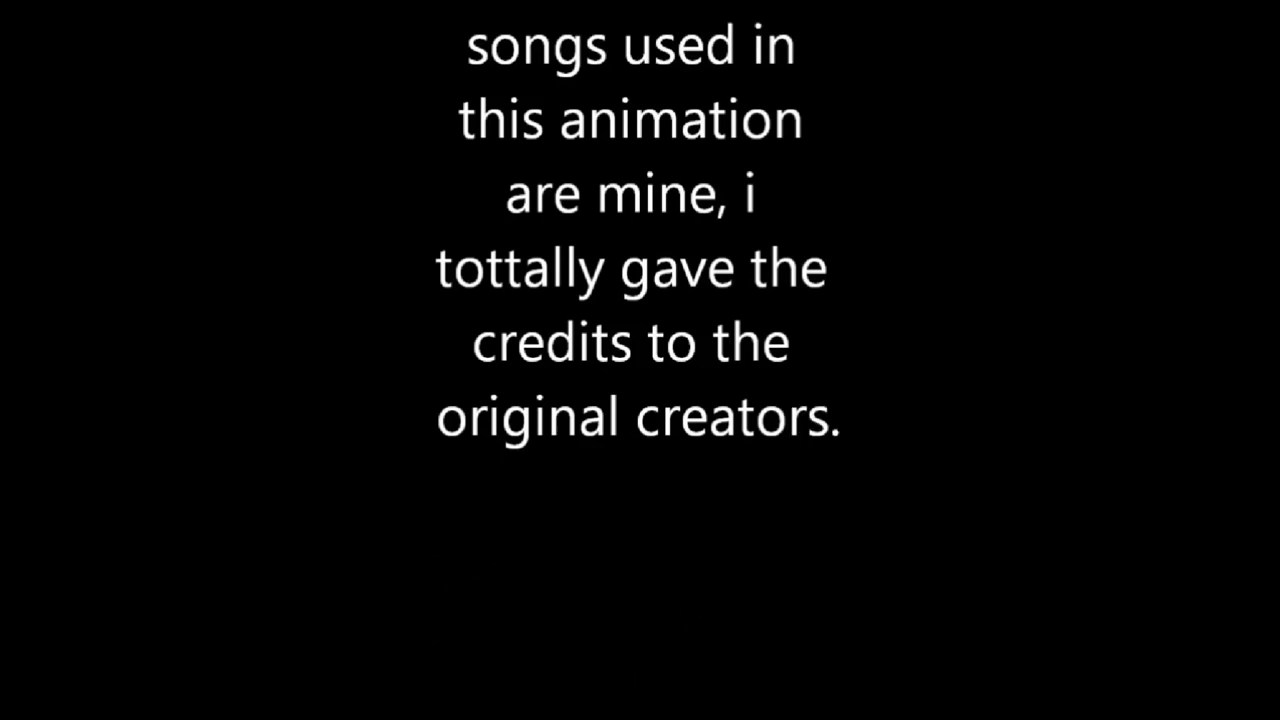 songs used in
this animation
are mine, i
tottally gave the
credits to the
original creators.